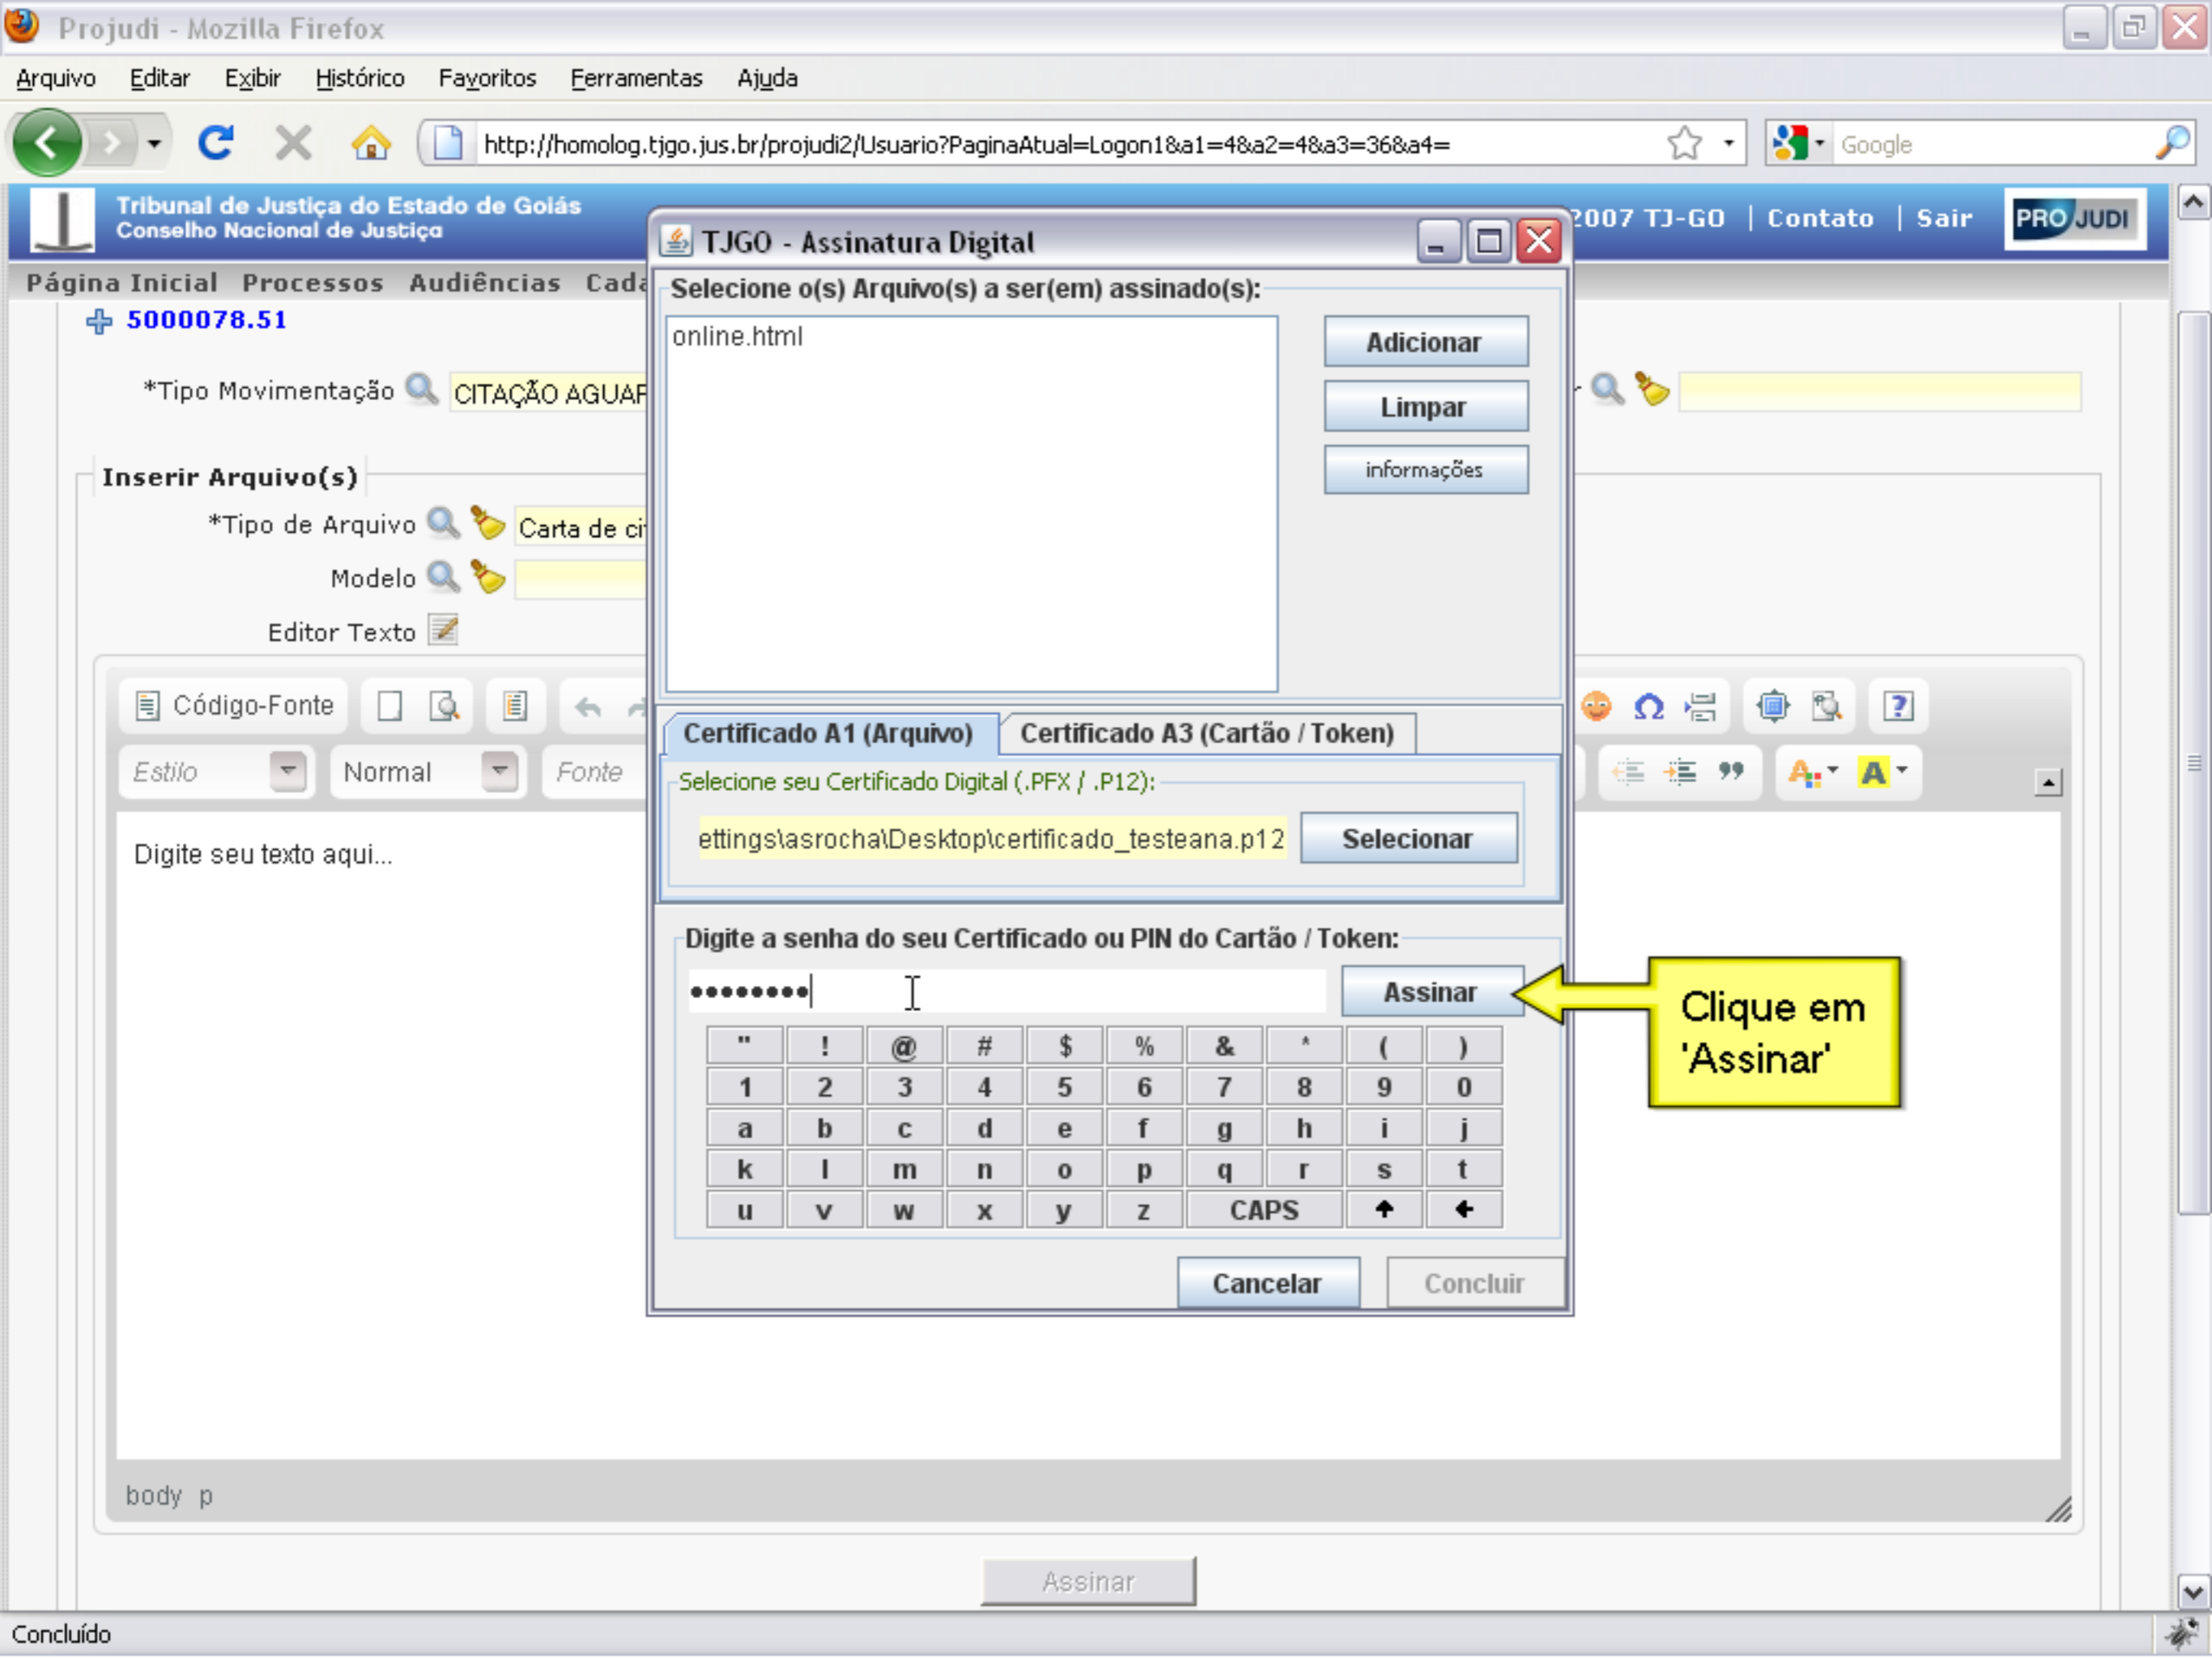 Projudi - Mozilla Firefox
Arquivo Editar Exibir Histórico Favoritos Ferramentas Ajuda
http://homolog.tjgo.jus.br/projudi2/Usuario?PaginaAtual=Logon1&a1=4&a2=4&a3=36&a4=
Google
Tribunal de Justiça do Estado de Goiás
Conselho Nacional de Justiça
2007 TJ-GO | Contato | Sair
PRO JUDI
Página Inicial Processos Audiências Cada
5000078.51
*Tipo Movimentação CITAÇÃO AGUAR
Inserir Arquivo(s)
*Tipo de Arquivo Carta de ci
Modelo
Editor Texto
Código-Fonte
Estilo Normal Fonte
Digite seu texto aqui...
body p
Assinar
Concluído
TJGO - Assinatura Digital
Selecione o(s) Arquivo(s) a ser(em) assinado(s):
online.html
Adicionar
Limpar
informações
Certificado A1 (Arquivo) Certificado A3 (Cartão / Token)
Selecione seu Certificado Digital (.PFX / .P12):
ettings\asrocha\Desktop\certificado_testeana.p12 Selecionar
Digite a senha do seu Certificado ou PIN do Cartão / Token:
•••••••• Assinar
" ! @ # $ % & * ( )
1 2 3 4 5 6 7 8 9 0
a b c d e f g h i j
k l m n o p q r s t
u v w x y z CAPS
Cancelar Concluir
Clique em
'Assinar'